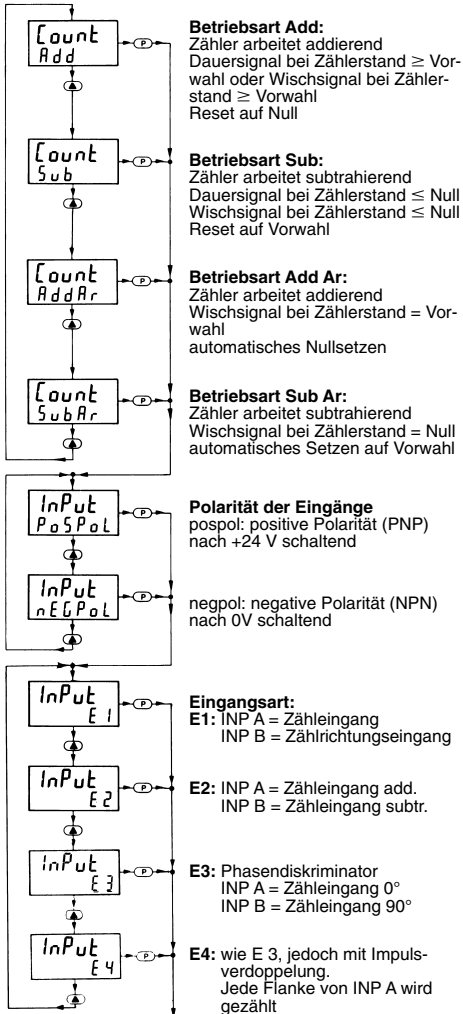 Count
Add
P
Betriebsart Add:
Zähler arbeitet addierend
Dauersignal bei Zählerstand ≥ Vor-
wahl oder Wischsignal bei Zähler-
stand ≥ Vorwahl
Reset auf Null
Count
Sub
P
Betriebsart Sub:
Zähler arbeitet subtrahierend
Dauersignal bei Zählerstand ≤ Null
Wischsignal bei Zählerstand ≤ Null
Reset auf Vorwahl
Count
AddAr
P
Betriebsart Add Ar:
Zähler arbeitet addierend
Wischsignal bei Zählerstand = Vor-
wahl
automatisches Nullsetzen
Count
SubAr
P
Betriebsart Sub Ar:
Zähler arbeitet subtrahierend
Wischsignal bei Zählerstand = Null
automatisches Setzen auf Vorwahl
InPut
PoSPoL
P
Polarität der Eingänge
pospol: positive Polarität (PNP)
nach +24 V schaltend
InPut
nEGPoL
P
negpol: negative Polarität (NPN)
nach 0V schaltend
InPut
E1
P
Eingangsart:
E1: INP A = Zähleingang
INP B = Zählrichtungseingang
InPut
E2
P
E2: INP A = Zähleingang add.
INP B = Zähleingang subtr.
InPut
E3
P
E3: Phasendiskriminator
INP A = Zähleingang 0°
INP B = Zähleingang 90°
InPut
E4
P
E4: wie E 3, jedoch mit Impuls-
verdoppelung.
Jede Flanke von INP A wird
gezählt